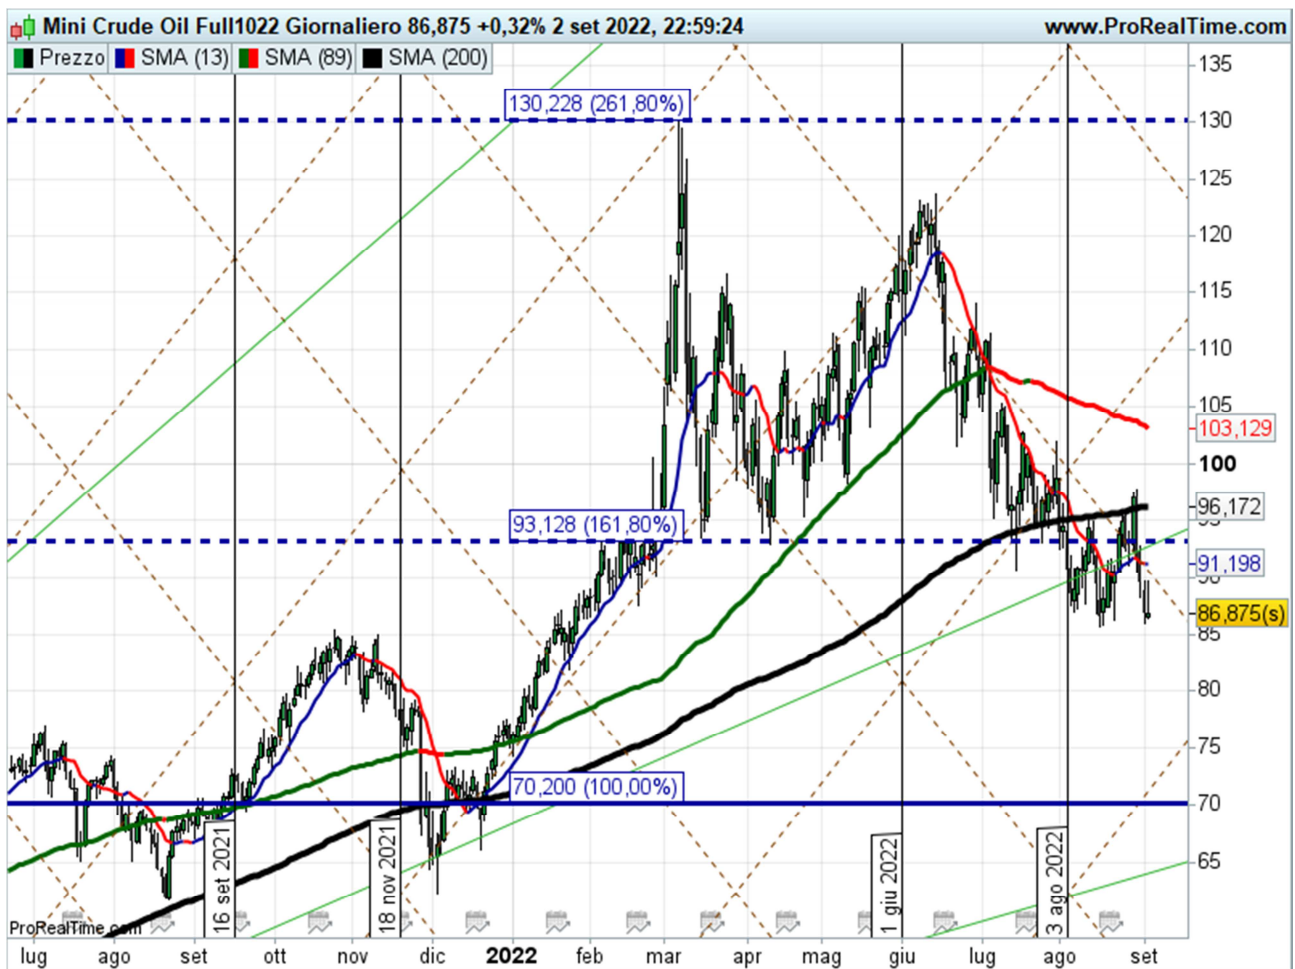 Mini Crude Oil Full1022 Giornaliero 86,875 +0,32% 2 set 2022, 22:59:24
www.ProRealTime.com
Prezzo SMA (13) SMA (89) SMA (200)
135
130,228 (261,80%)
130
125
120
115
110
105
103,129
100
96,172
95
93,128 (161,80%)
91,198
90
86,875(s)
85
80
75
70,200 (100,00%)
70
65
16 set 2021
18 nov 2021
1 giu 2022
3 ago 2022
ProRealTime.com
lug ago set ott nov dic 2022 feb mar apr mag giu lug ago set